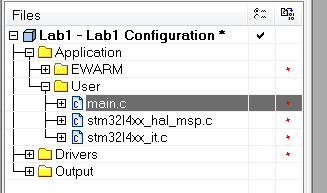 Files
Lab1 - Lab1 Configuration *
Application
EWARM
User
main.c
stm32l4xx_hal_msp.c
stm32l4xx_it.c
Drivers
Output